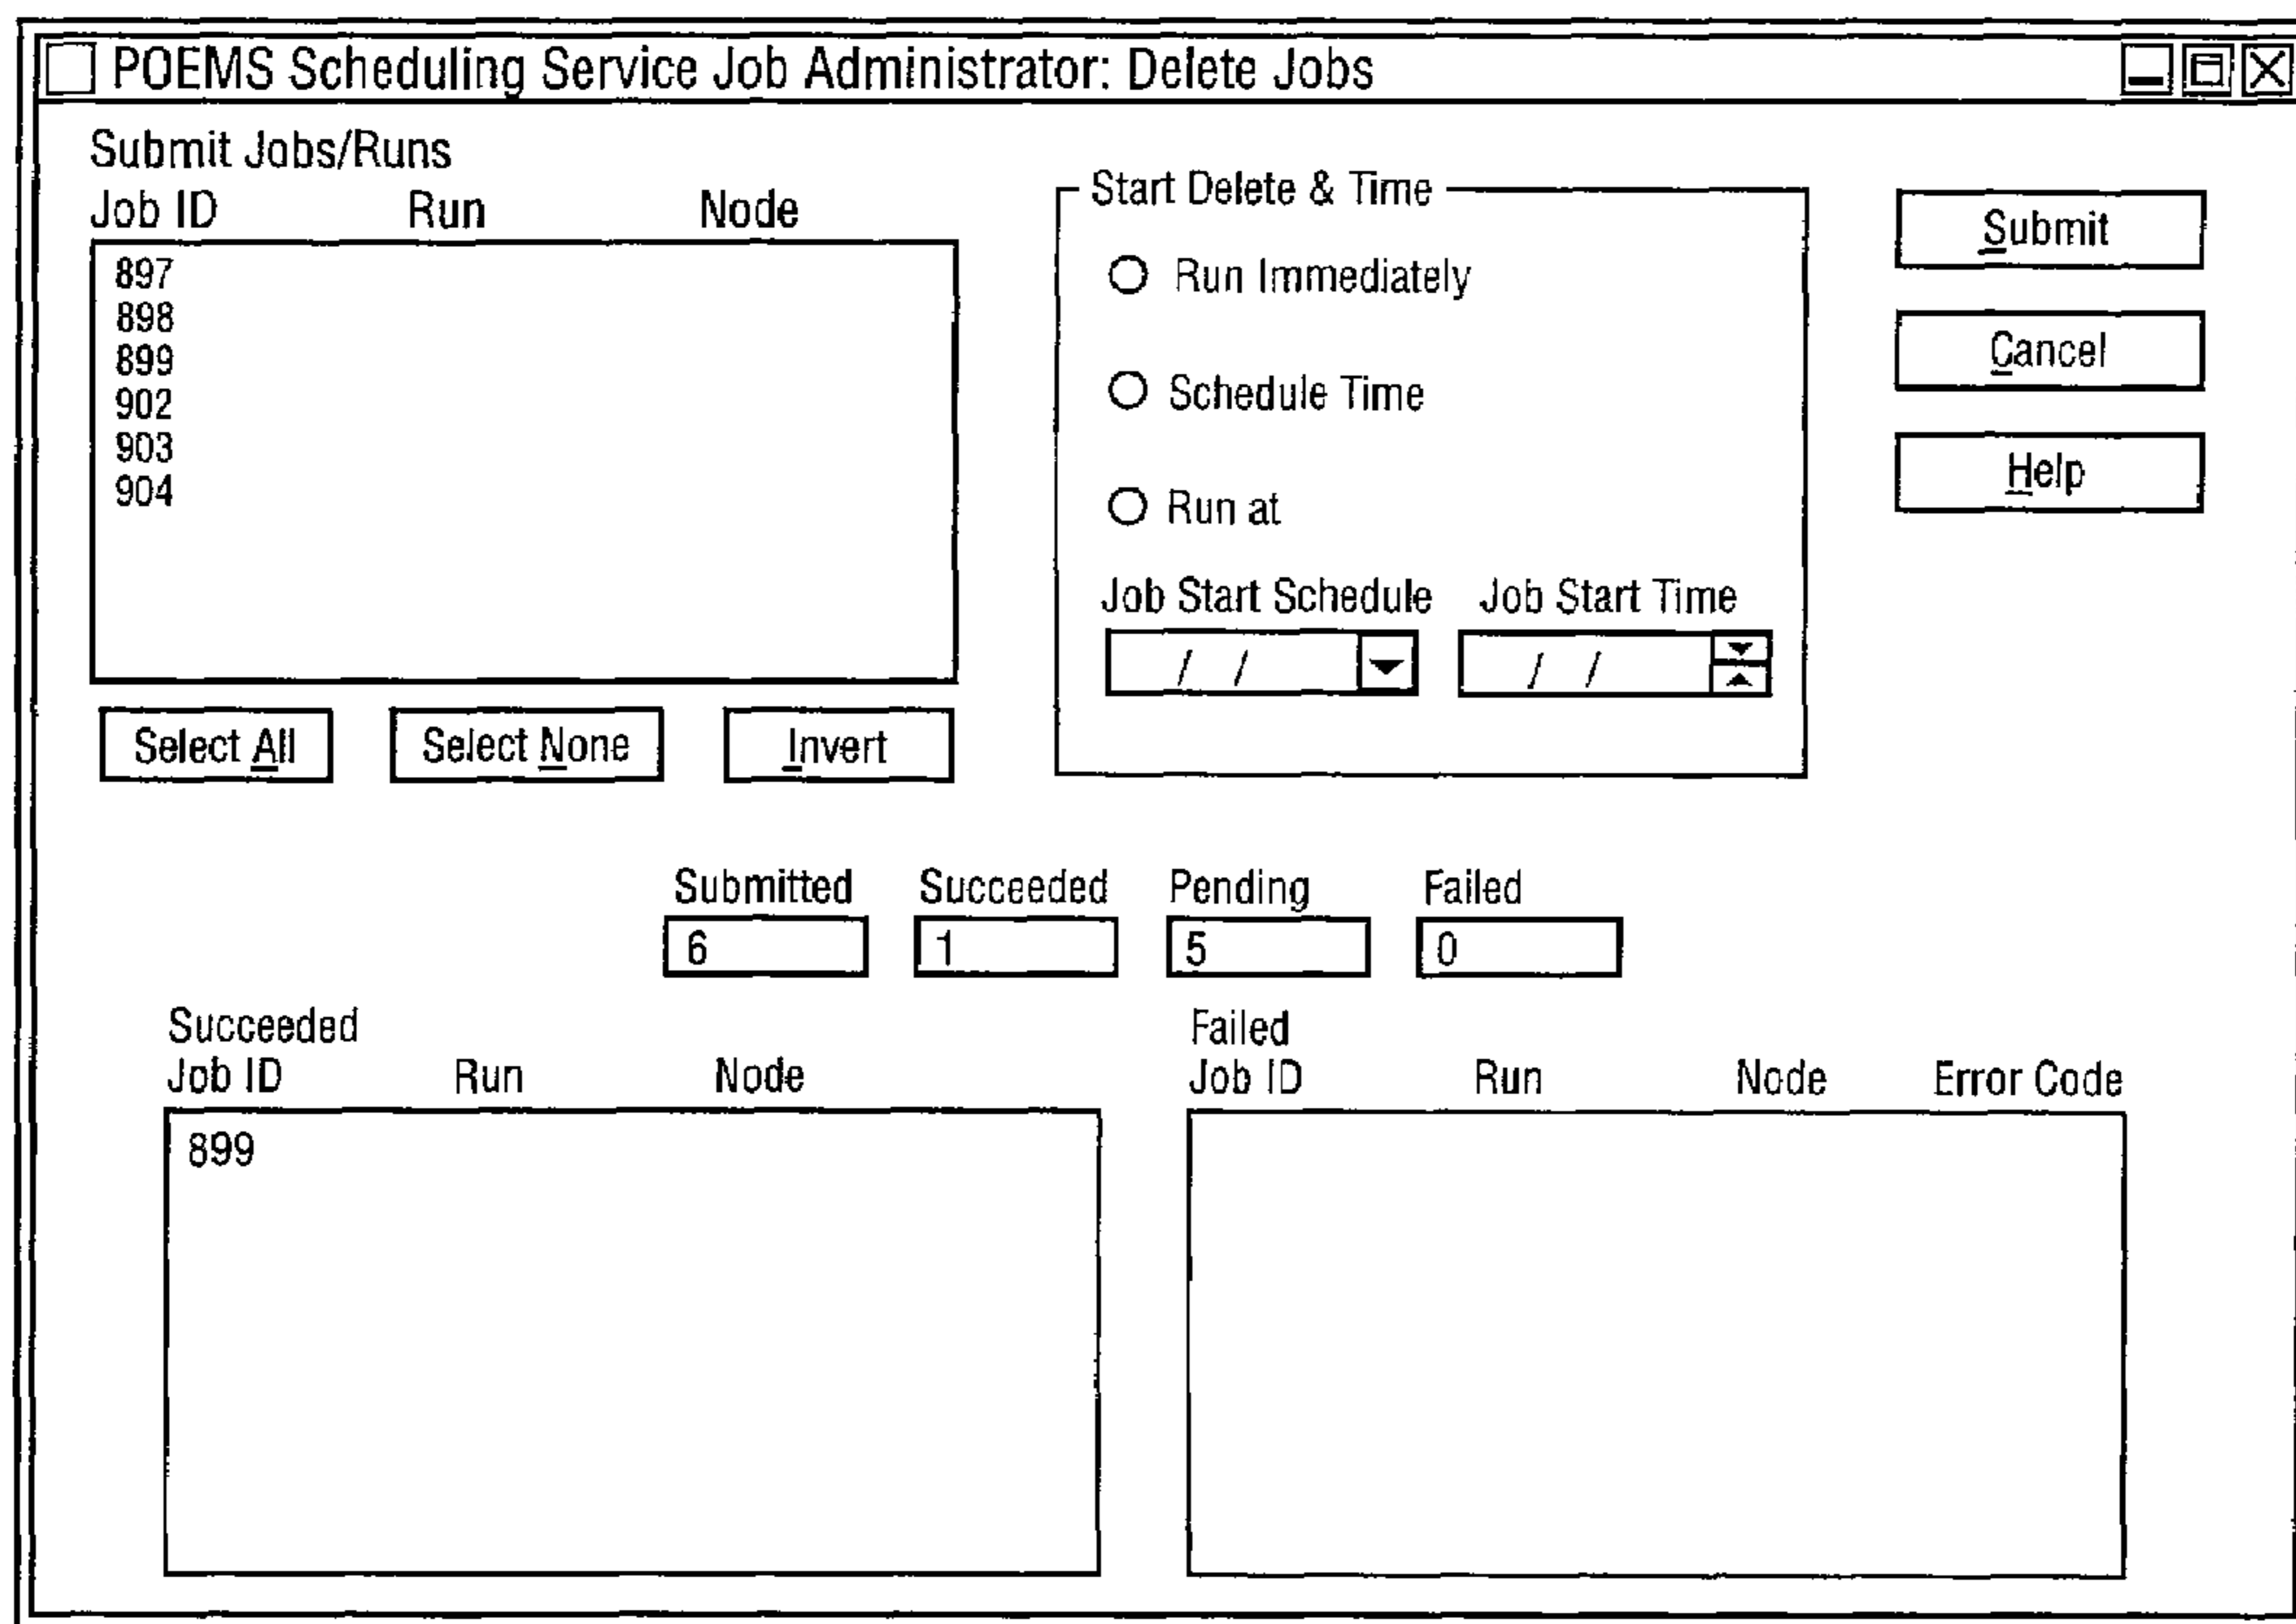 POEMS Scheduling Service Job Administrator: Delete Jobs
Submit Jobs/Runs
Job ID Run Node
897
898
899
902
903
904
Select All Select None Invert
Start Delete & Time
Run Immediately
Schedule Time
Run at
Job Start Schedule Job Start Time
/ / / /
Submit
Cancel
Help
Submitted Succeeded Pending Failed
6 1 5 0
Succeeded
Job ID Run Node
899
Failed
Job ID Run Node Error Code